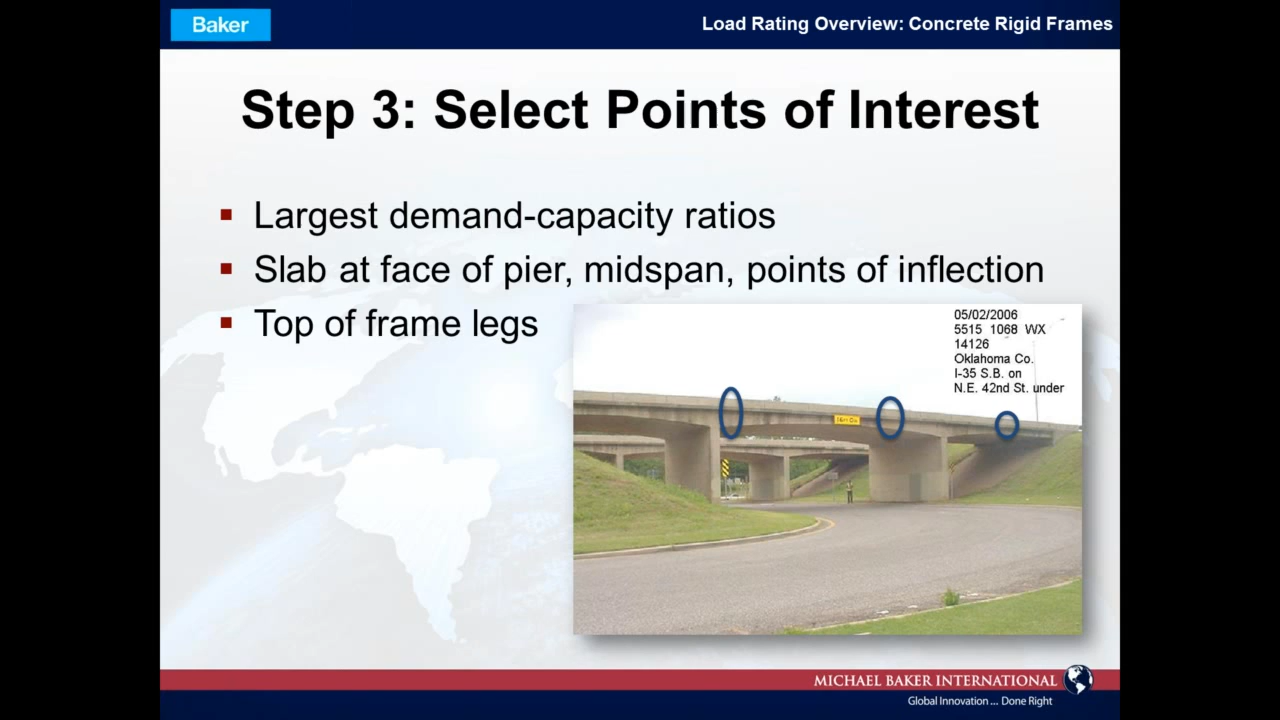 Baker
Load Rating Overview: Concrete Rigid Frames
Step 3: Select Points of Interest
Largest demand-capacity ratios
Slab at face of pier, midspan, points of inflection
Top of frame legs
05/02/2006
5515 1068 WX
14126
Oklahoma Co.
I-35 S.B. on
N.E. 42nd St. under
MICHAEL BAKER INTERNATIONAL
Global Innovation... Done Right